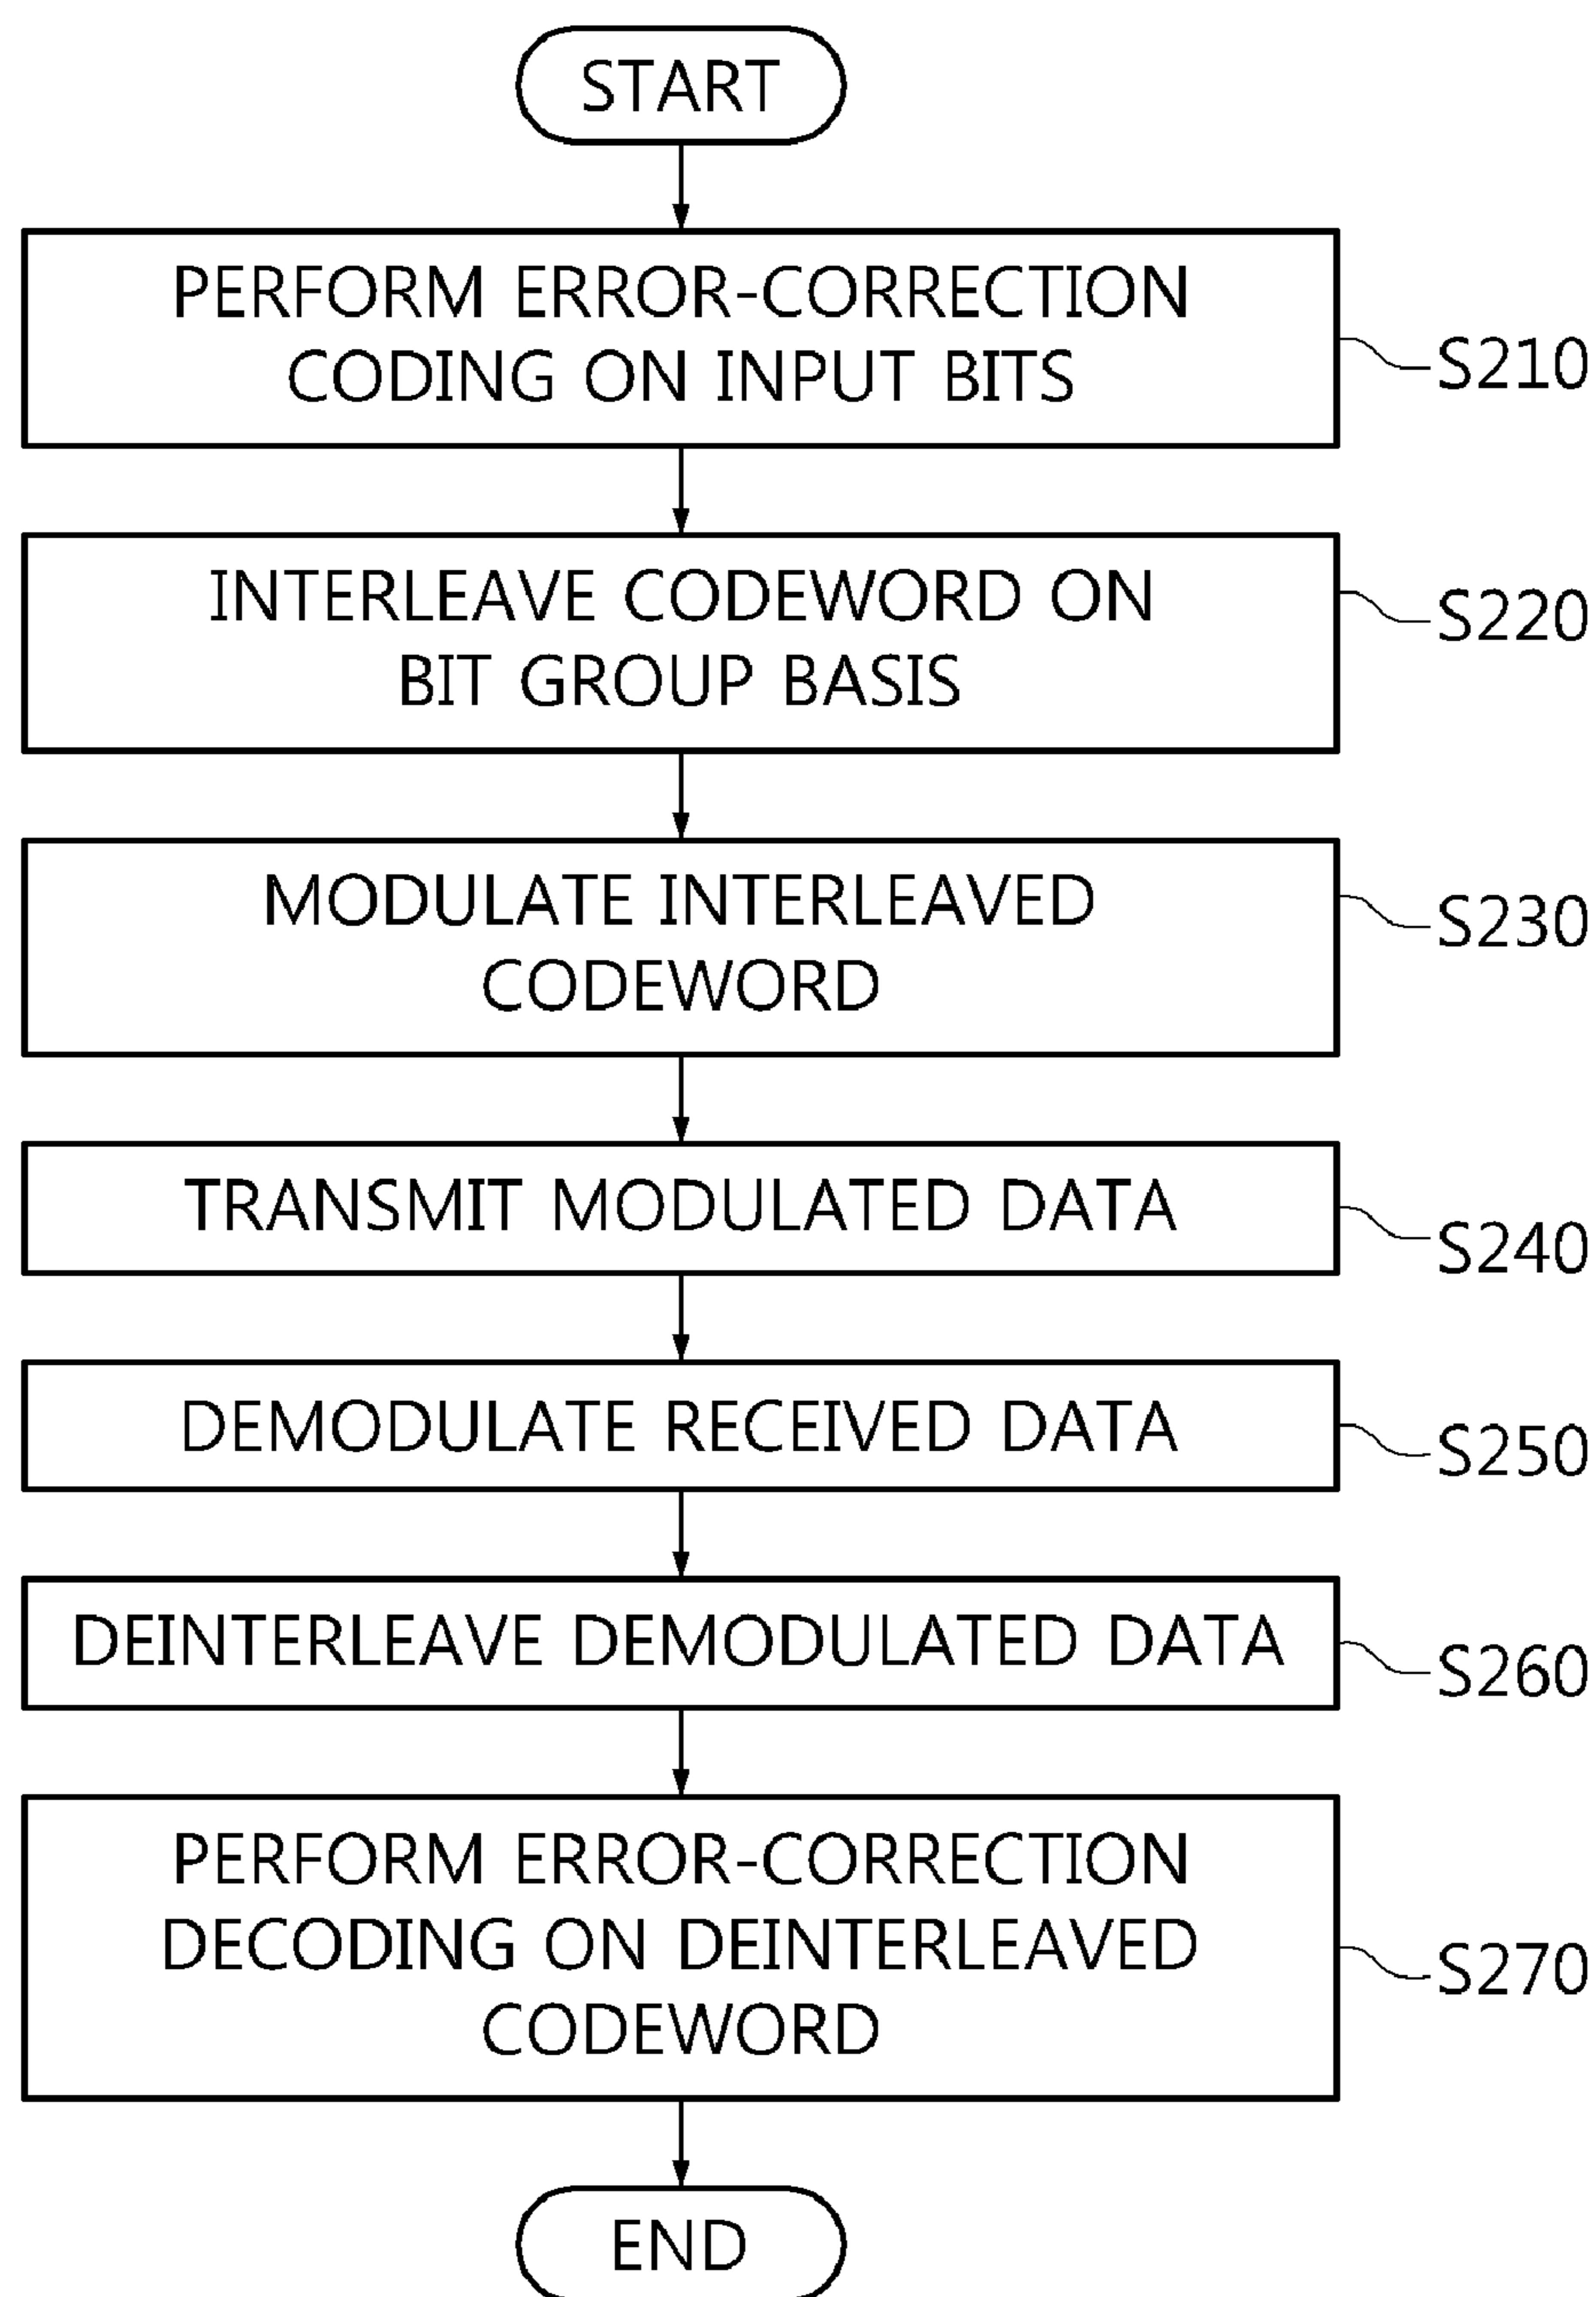 START
PERFORM ERROR-CORRECTION
CODING ON INPUT BITS
S210
INTERLEAVE CODEWORD ON
BIT GROUP BASIS
S220
MODULATE INTERLEAVED
CODEWORD
S230
TRANSMIT MODULATED DATA
S240
DEMODULATE RECEIVED DATA
S250
DEINTERLEAVE DEMODULATED DATA
S260
PERFORM ERROR-CORRECTION
DECODING ON DEINTERLEAVED
CODEWORD
S270
END